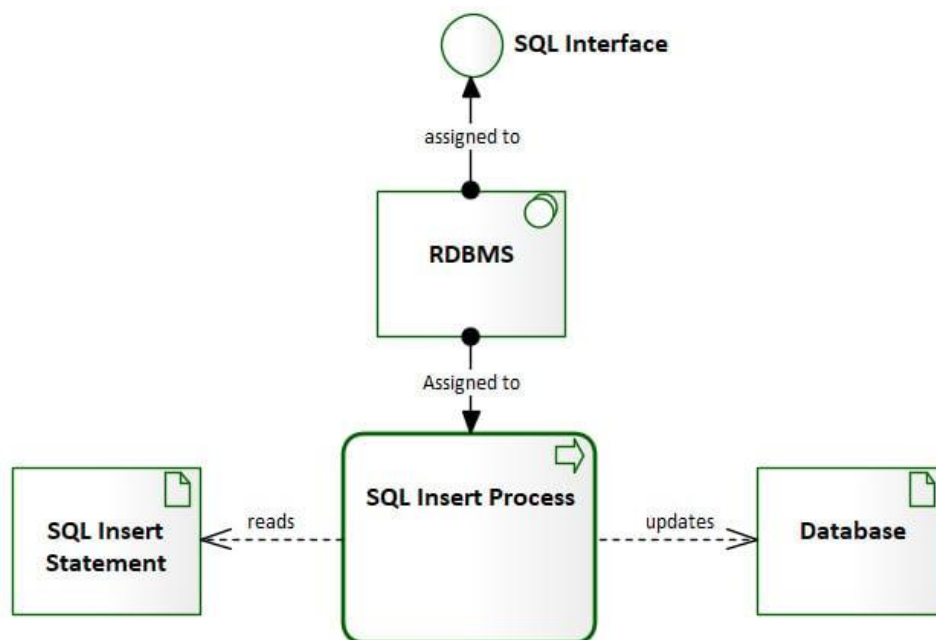 SQL Interface
assigned to
RDBMS
Assigned to
SQL Insert Process
SQL Insert
Statement
reads
updates
Database